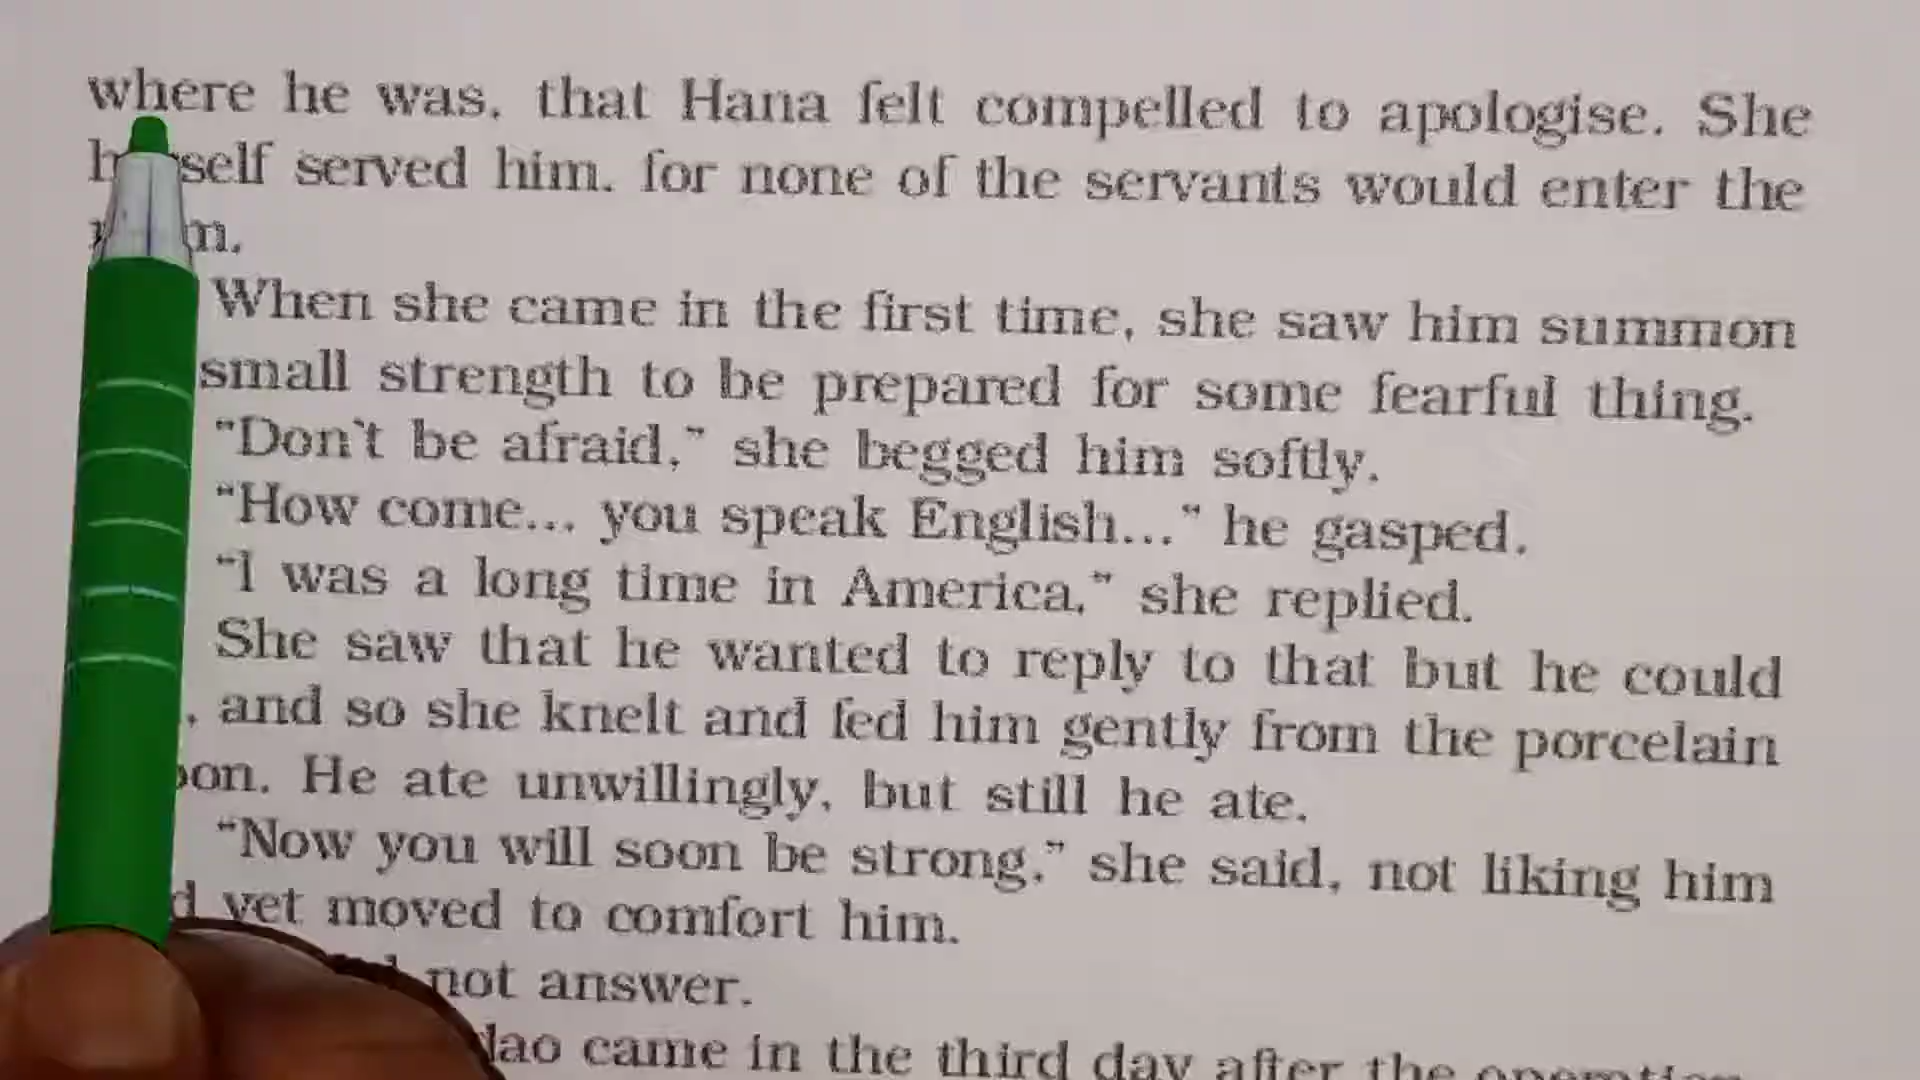 where he was, that Hana felt compelled to apologise. She
served him, for none of the servants would enter the
When she came in the first time, she saw him summon
small strength to be prepared for some fearful thing.
“Don't be afraid,” she begged him softly.
“How come... you speak English...” he gasped.
“I was a long time in America,” she replied.
She saw that he wanted to reply to that but he could
, and so she knelt and fed him gently from the porcelain
He ate unwillingly, but still he ate.
“Now you will soon be strong,” she said, not liking him
yet moved to comfort him.
not answer.
came in the third day after the operation